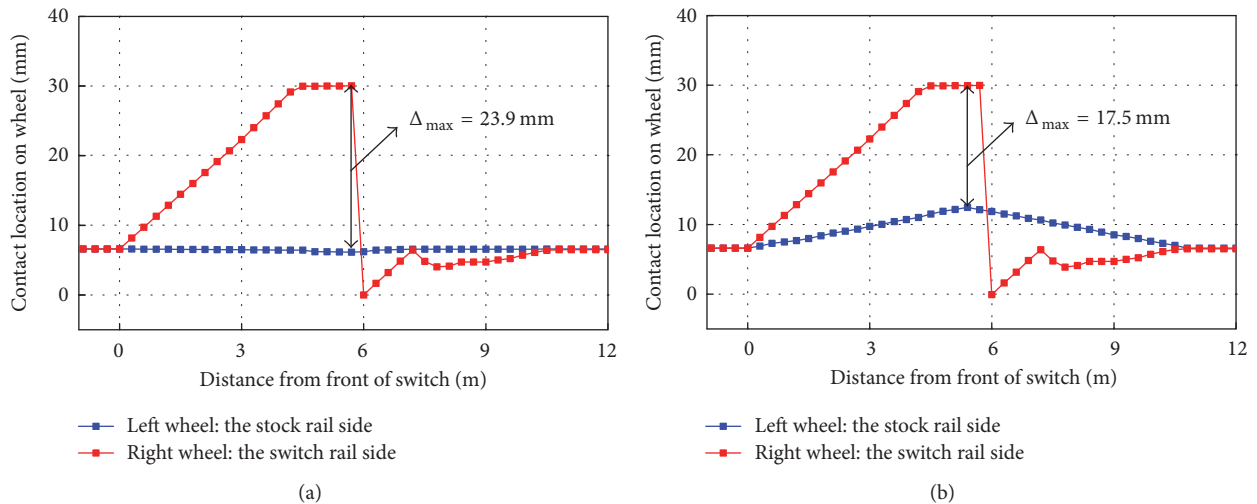 40
30
20
10
0
Contact location on wheel (mm)
Δmax = 23.9 mm
0
3
6
9
12
Distance from front of switch (m)
Left wheel: the stock rail side
Right wheel: the switch rail side
(a)
40
30
20
10
0
Contact location on wheel (mm)
Δmax = 17.5 mm
0
3
6
9
12
Distance from front of switch (m)
Left wheel: the stock rail side
Right wheel: the switch rail side
(b)